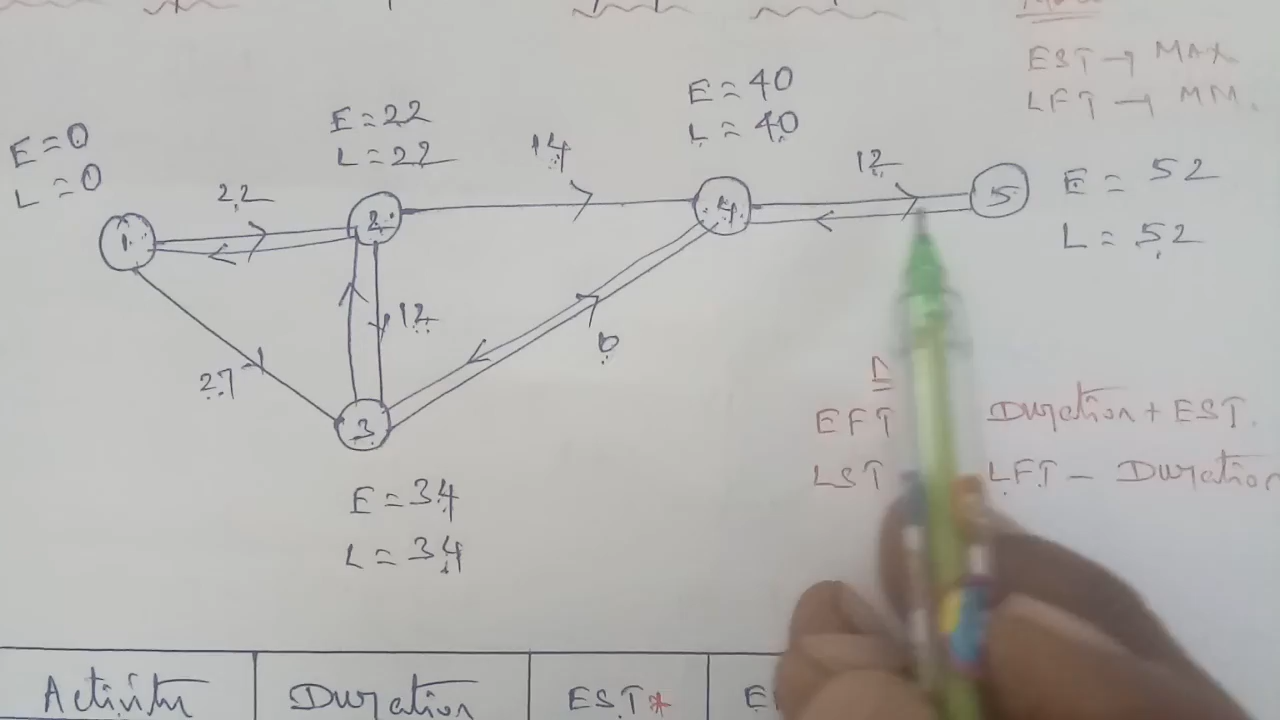 EST → MAX
LFT → MM.
E = 0
L = 0
E = 22
L = 22
E = 40
L = 40
E = 52
L = 52
22
14
12
1
2
4
5
12
27
6
3
E = 34
L = 34
EFT Duration + EST.
LST LFT - Duration
Activity Duration EST*